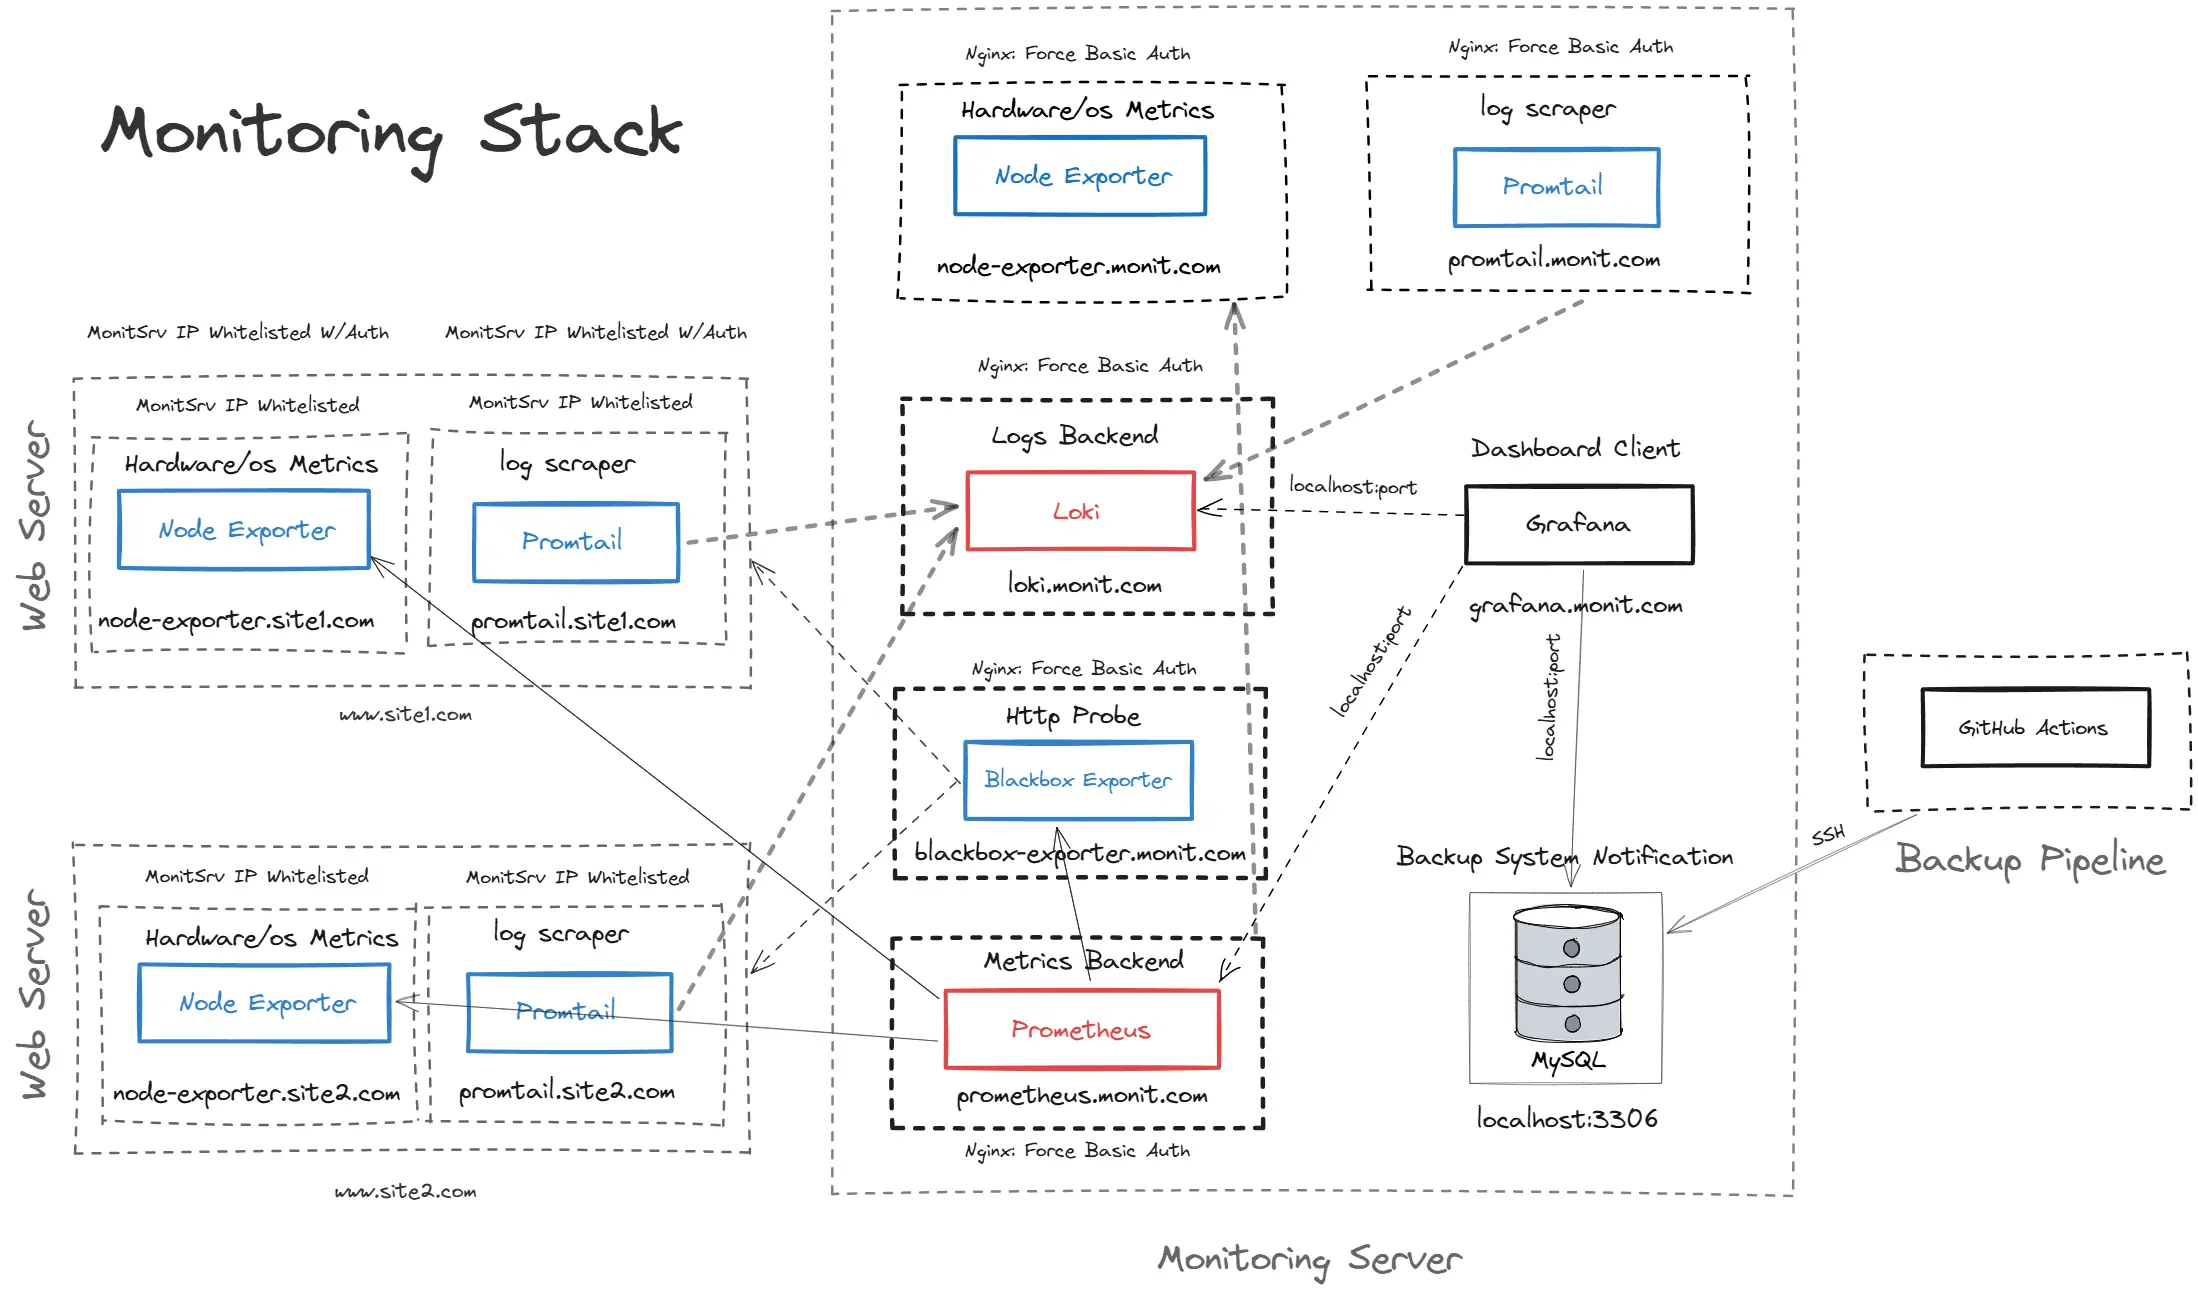 Monitoring Stack
MonitSrv IP Whitelisted W/Auth
MonitSrv IP Whitelisted W/Auth
Web Server
MonitSrv IP Whitelisted
Hardware/os Metrics
Node Exporter
node-exporter.site1.com
MonitSrv IP Whitelisted
log scraper
Promtail
promtail.site1.com
www.site1.com
Web Server
MonitSrv IP Whitelisted
Hardware/os Metrics
Node Exporter
node-exporter.site2.com
MonitSrv IP Whitelisted
log scraper
Promtail
promtail.site2.com
www.site2.com
Nginx: Force Basic Auth
Hardware/os Metrics
Node Exporter
node-exporter.monit.com
Nginx: Force Basic Auth
log scraper
Promtail
promtail.monit.com
Nginx: Force Basic Auth
Logs Backend
Loki
loki.monit.com
localhost:port
Dashboard Client
Grafana
grafana.monit.com
localhost:port
localhost:port
Nginx: Force Basic Auth
Http Probe
Blackbox Exporter
blackbox-exporter.monit.com
Metrics Backend
Prometheus
prometheus.monit.com
Nginx: Force Basic Auth
Backup System Notification
MySQL
localhost:3306
SSH
GitHub Actions
Backup Pipeline
Monitoring Server